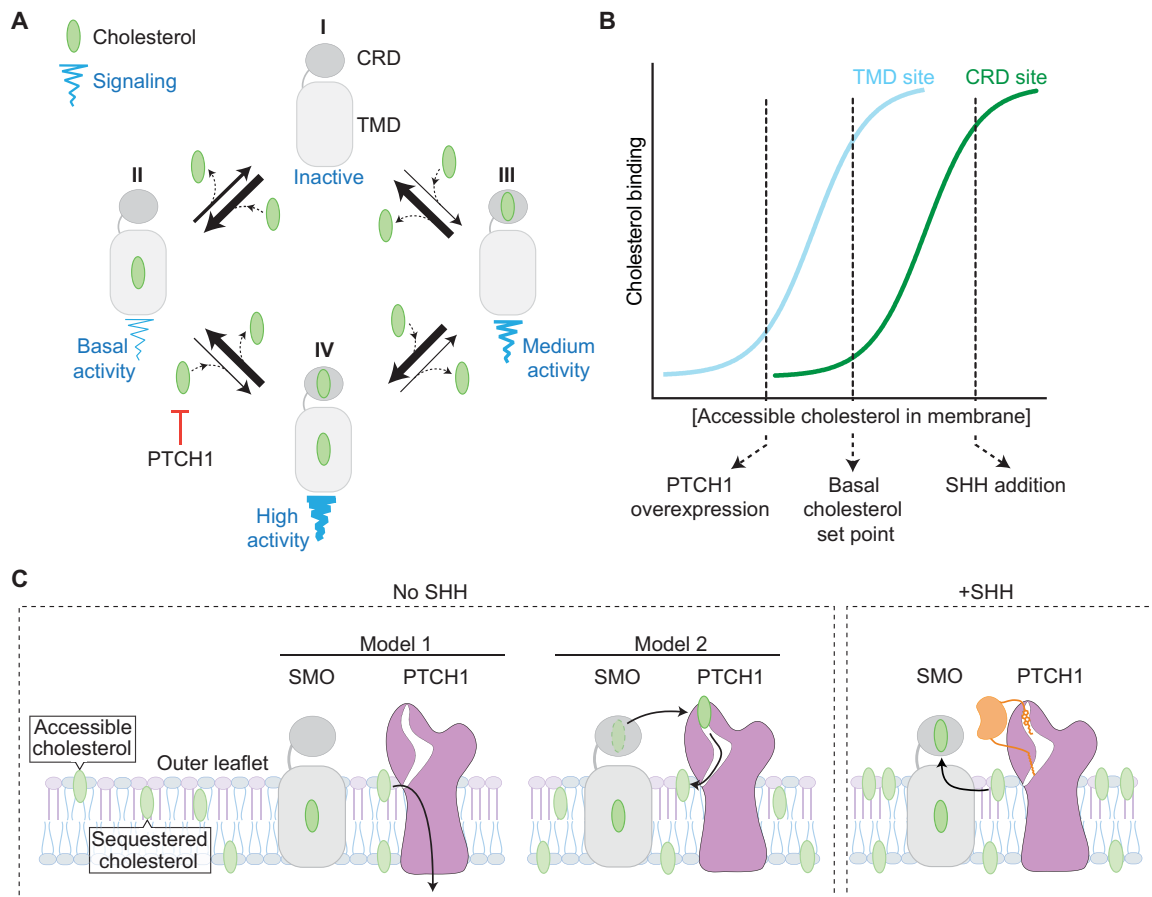 A
Cholesterol
Signaling
I
CRD
TMD
Inactive
II
III
Basal
activity
Medium
activity
IV
PTCH1
High
activity
B
TMD site
CRD site
Cholesterol binding
[Accessible cholesterol in membrane]
PTCH1
overexpression
Basal
cholesterol
set point
SHH addition
C
No SHH
+SHH
Model 1
Model 2
SMO
PTCH1
SMO
PTCH1
SMO
PTCH1
Accessible
cholesterol
Outer leaflet
Sequestered
cholesterol